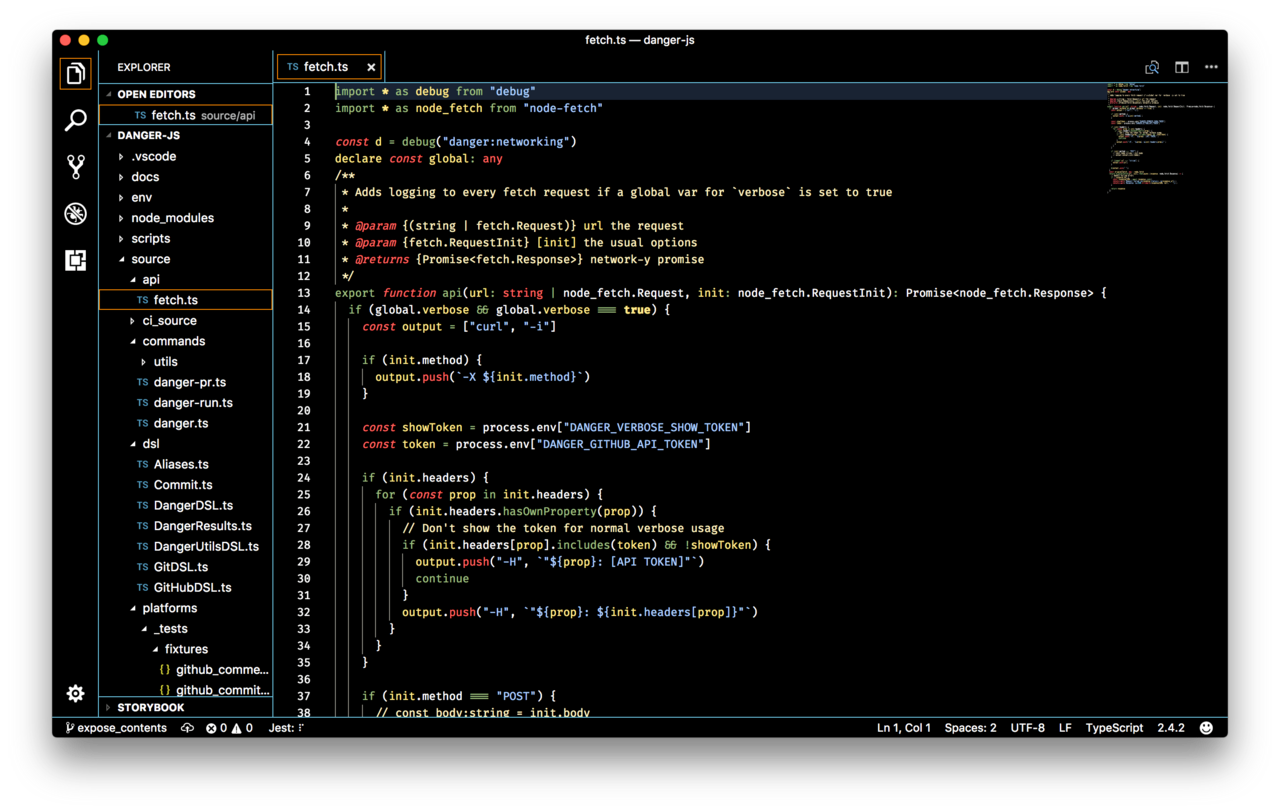 fetch.ts — danger-js
EXPLORER
OPEN EDITORS
TS fetch.ts source/api
DANGER-JS
.vscode
docs
env
node_modules
scripts
source
api
TS fetch.ts
ci_source
commands
utils
TS danger-pr.ts
TS danger-run.ts
TS danger.ts
dsl
TS Aliases.ts
TS Commit.ts
TS DangerDSL.ts
TS DangerResults.ts
TS DangerUtilsDSL.ts
TS GitDSL.ts
TS GitHubDSL.ts
platforms
_tests
fixtures
{} github_comme...
{} github_commit...
STORYBOOK
TS fetch.ts ×
1 import * as debug from "debug"
2 import * as node_fetch from "node-fetch"
3
4 const d = debug("danger:networking")
5 declare const global: any
6 /**
7 * Adds logging to every fetch request if a global var for `verbose` is set to true
8 *
9 * @param {(string | fetch.Request)} url the request
10 * @param {fetch.RequestInit} [init] the usual options
11 * @returns {Promise<fetch.Response>} network-y promise
12 */
13 export function api(url: string | node_fetch.Request, init: node_fetch.RequestInit): Promise<node_fetch.Response> {
14 if (global.verbose && global.verbose === true) {
15 const output = ["curl", "-i"]
16
17 if (init.method) {
18 output.push(`-X ${init.method}`)
19 }
20
21 const showToken = process.env["DANGER_VERBOSE_SHOW_TOKEN"]
22 const token = process.env["DANGER_GITHUB_API_TOKEN"]
23
24 if (init.headers) {
25 for (const prop in init.headers) {
26 if (init.headers.hasOwnProperty(prop)) {
27 // Don't show the token for normal verbose usage
28 if (init.headers[prop].includes(token) && !showToken) {
29 output.push("-H", `"${prop}: [API TOKEN]"`)
30 continue
31 }
32 output.push("-H", `"${prop}: ${init.headers[prop]}"`)
33 }
34 }
35 }
36
37 if (init.method === "POST") {
38 // const body:string = init.body
expose_contents 0 0 Jest: Ln 1, Col 1 Spaces: 2 UTF-8 LF TypeScript 2.4.2